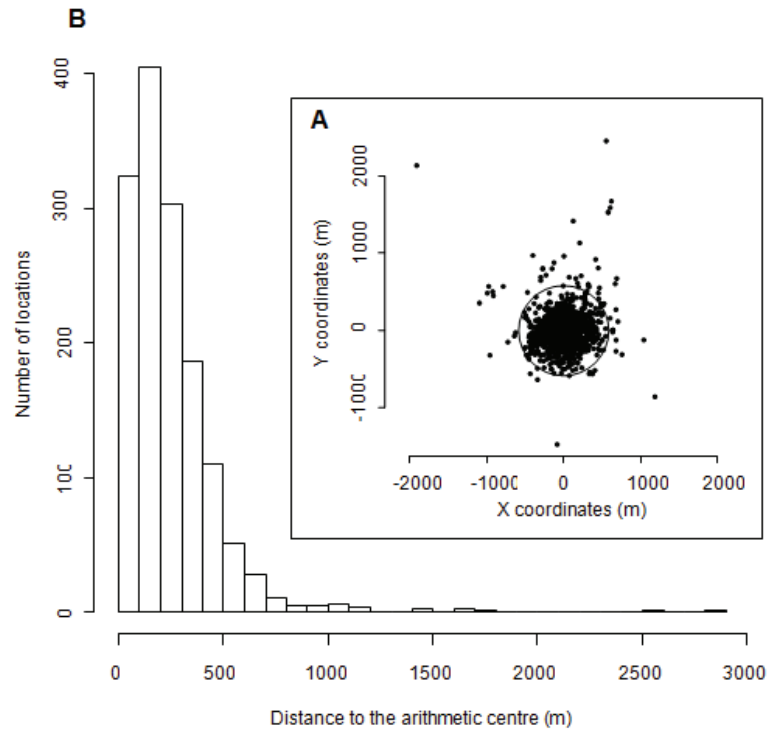 B
Number of locations
400
300
200
100
0
A
Y coordinates (m)
2000
1000
0
-1000
-2000 -1000 0 1000 2000
X coordinates (m)
0 500 1000 1500 2000 2500 3000
Distance to the arithmetic centre (m)